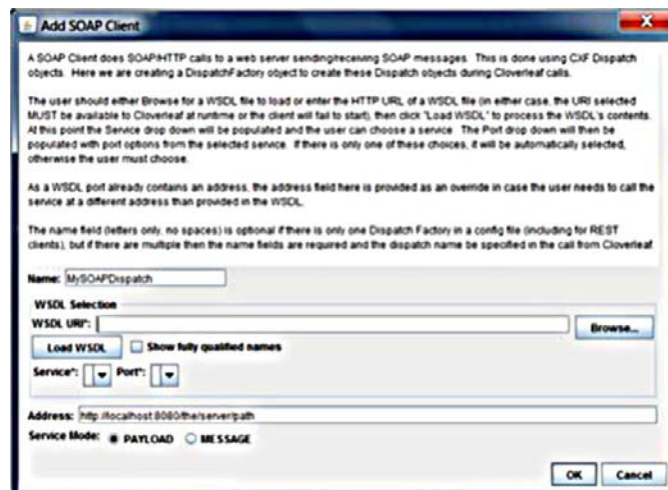 Add SOAP Client
A SOAP Client does SOAP/HTTP calls to a web server sending/receiving SOAP messages. This is done using CXF Dispatch
objects. Here we are creating a DispatchFactory object to create these Dispatch objects during Cloverleaf calls.
The user should either Browse for a WSDL file to load or enter the HTTP URL of a WSDL file (in either case, the URI selected
MUST be available to Cloverleaf at runtime or the client will fail to start), then click "Load WSDL" to process the WSDL's contents.
At this point the Service drop down will be populated and the user can choose a service. The Port drop down will then be
populated with port options from the selected service. If there is only one of these choices, it will be automatically selected,
otherwise the user must choose.
As a WSDL port already contains an address, the address field here is provided as an override in case the user needs to call the
service at a different address than provided in the WSDL.
The name field (letters only, no spaces) is optional if there is only one Dispatch Factory in a config file (including for REST
clients), but if there are multiple then the name fields are required and the dispatch name be specified in the call from Cloverleaf
Name: MySOAPDispatch
WSDL Selection
WSDL URI*: Browse...
Load WSDL Show fully qualified names
Service*: Port*:
Address: http://localhost:8080/the/server/path
Service Mode: PAYLOAD MESSAGE
OK Cancel